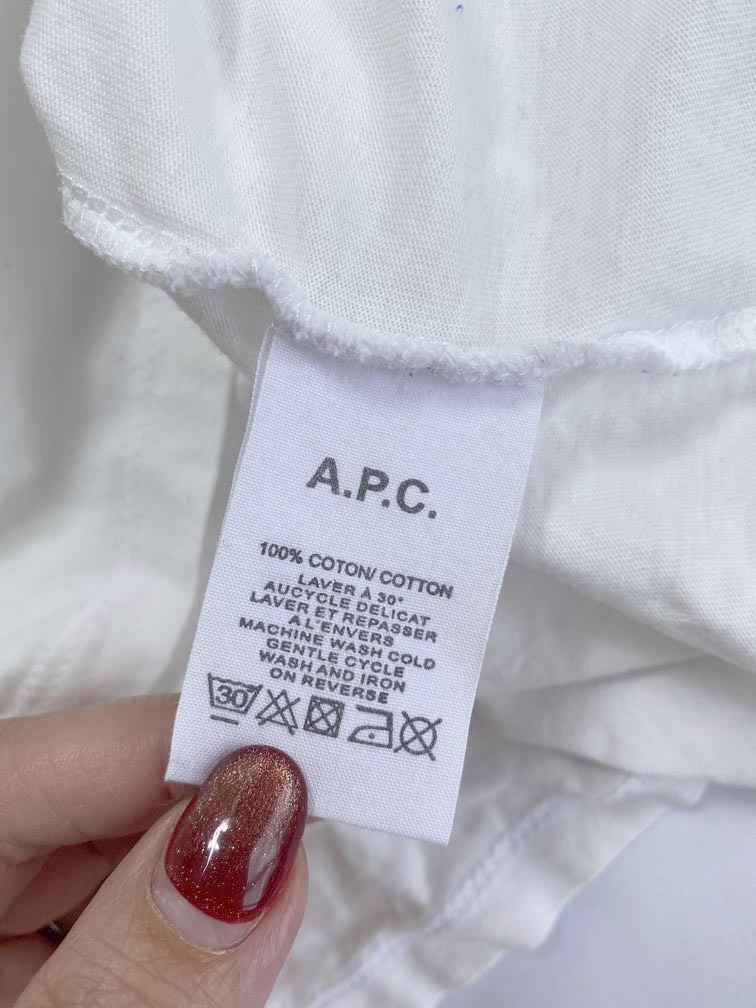 A.P.C.
100% COTON/ COTTON
LAVER À 30°
AUCYCLE DELICAT
LAVER ET REPASSER
A L'ENVERS
MACHINE WASH COLD
GENTLE CYCLE
WASH AND IRON
ON REVERSE
30